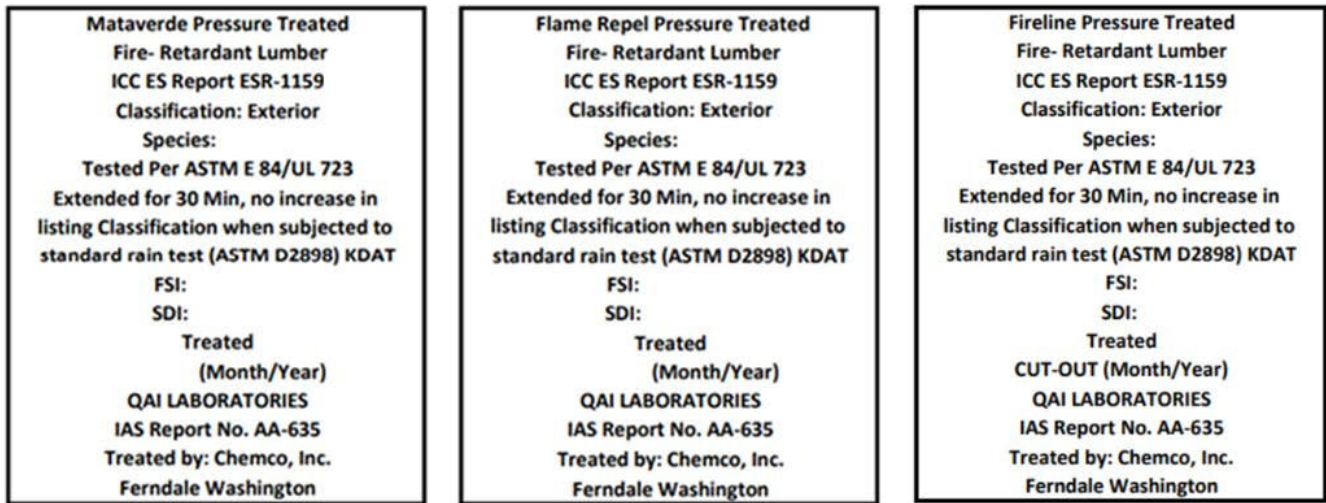 Mataverde Pressure Treated
Fire- Retardant Lumber
ICC ES Report ESR-1159
Classification: Exterior
Species:
Tested Per ASTM E 84/UL 723
Extended for 30 Min, no increase in
listing Classification when subjected to
standard rain test (ASTM D2898) KDAT
FSI:
SDI:
Treated
(Month/Year)
QAI LABORATORIES
IAS Report No. AA-635
Treated by: Chemco, Inc.
Ferndale Washington
Flame Repel Pressure Treated
Fire- Retardant Lumber
ICC ES Report ESR-1159
Classification: Exterior
Species:
Tested Per ASTM E 84/UL 723
Extended for 30 Min, no increase in
listing Classification when subjected to
standard rain test (ASTM D2898) KDAT
FSI:
SDI:
Treated
(Month/Year)
QAI LABORATORIES
IAS Report No. AA-635
Treated by: Chemco, Inc.
Ferndale Washington
Fireline Pressure Treated
Fire- Retardant Lumber
ICC ES Report ESR-1159
Classification: Exterior
Species:
Tested Per ASTM E 84/UL 723
Extended for 30 Min, no increase in
listing Classification when subjected to
standard rain test (ASTM D2898) KDAT
FSI:
SDI:
Treated
CUT-OUT (Month/Year)
QAI LABORATORIES
IAS Report No. AA-635
Treated by: Chemco, Inc.
Ferndale Washington